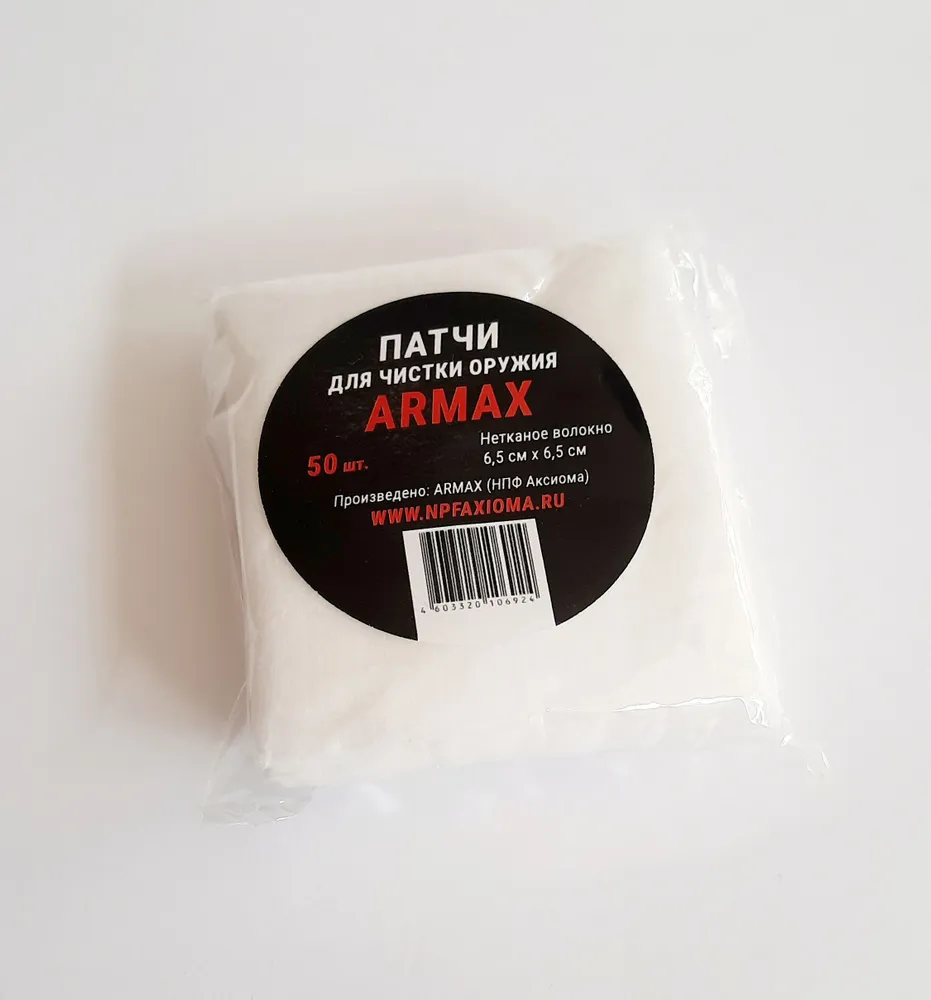 ПАТЧИ
ДЛЯ ЧИСТКИ ОРУЖИЯ
ARMAX
50 шт.
Нетканое волокно
6,5 см х 6,5 см
Произведено: ARMAX (НПФ Аксиома)
WWW.NPFAXIOMA.RU
4 603320 106924